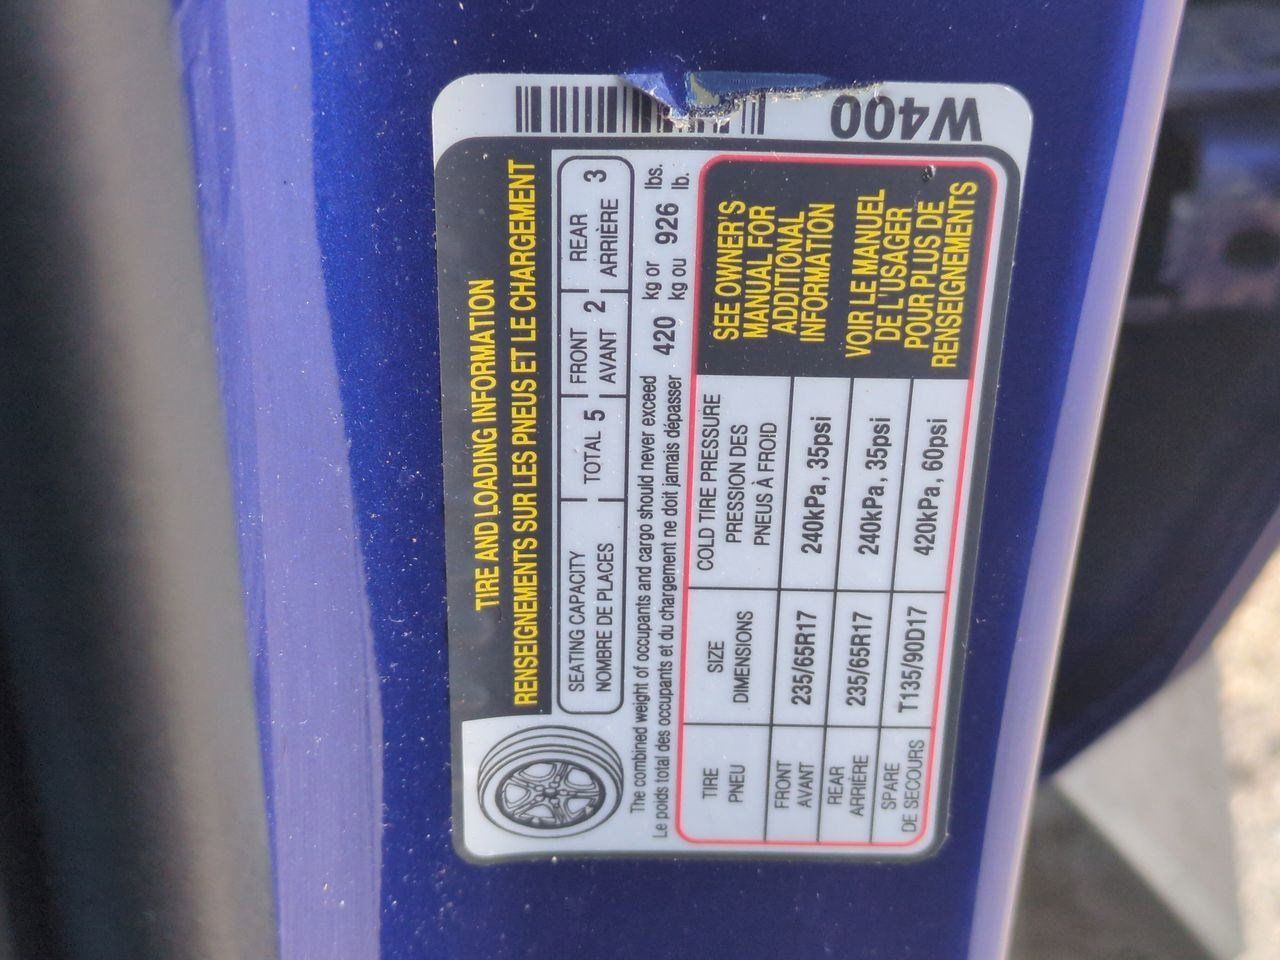 TIRE AND LOADING INFORMATION
RENSEIGNEMENTS SUR LES PNEUS ET LE CHARGEMENT
SEATING CAPACITY
NOMBRE DE PLACES
TOTAL 5
FRONT
AVANT 2
REAR
ARRIÈRE 3
The combined weight of occupants and cargo should never exceed 420 kg or 926 lbs.
Le poids total des occupants et du chargement ne doit jamais dépasser kg ou lb.
TIRE
PNEU
SIZE
DIMENSIONS
COLD TIRE PRESSURE
PRESSION DES
PNEUS À FROID
FRONT
AVANT
235/65R17
240kPa, 35psi
REAR
ARRIÈRE
235/65R17
240kPa, 35psi
SPARE
DE SECOURS
T135/90D17
420kPa, 60psi
SEE OWNER'S
MANUAL FOR
ADDITIONAL
INFORMATION
VOIR LE MANUEL
DE L'USAGER
POUR PLUS DE
RENSEIGNEMENTS
W400